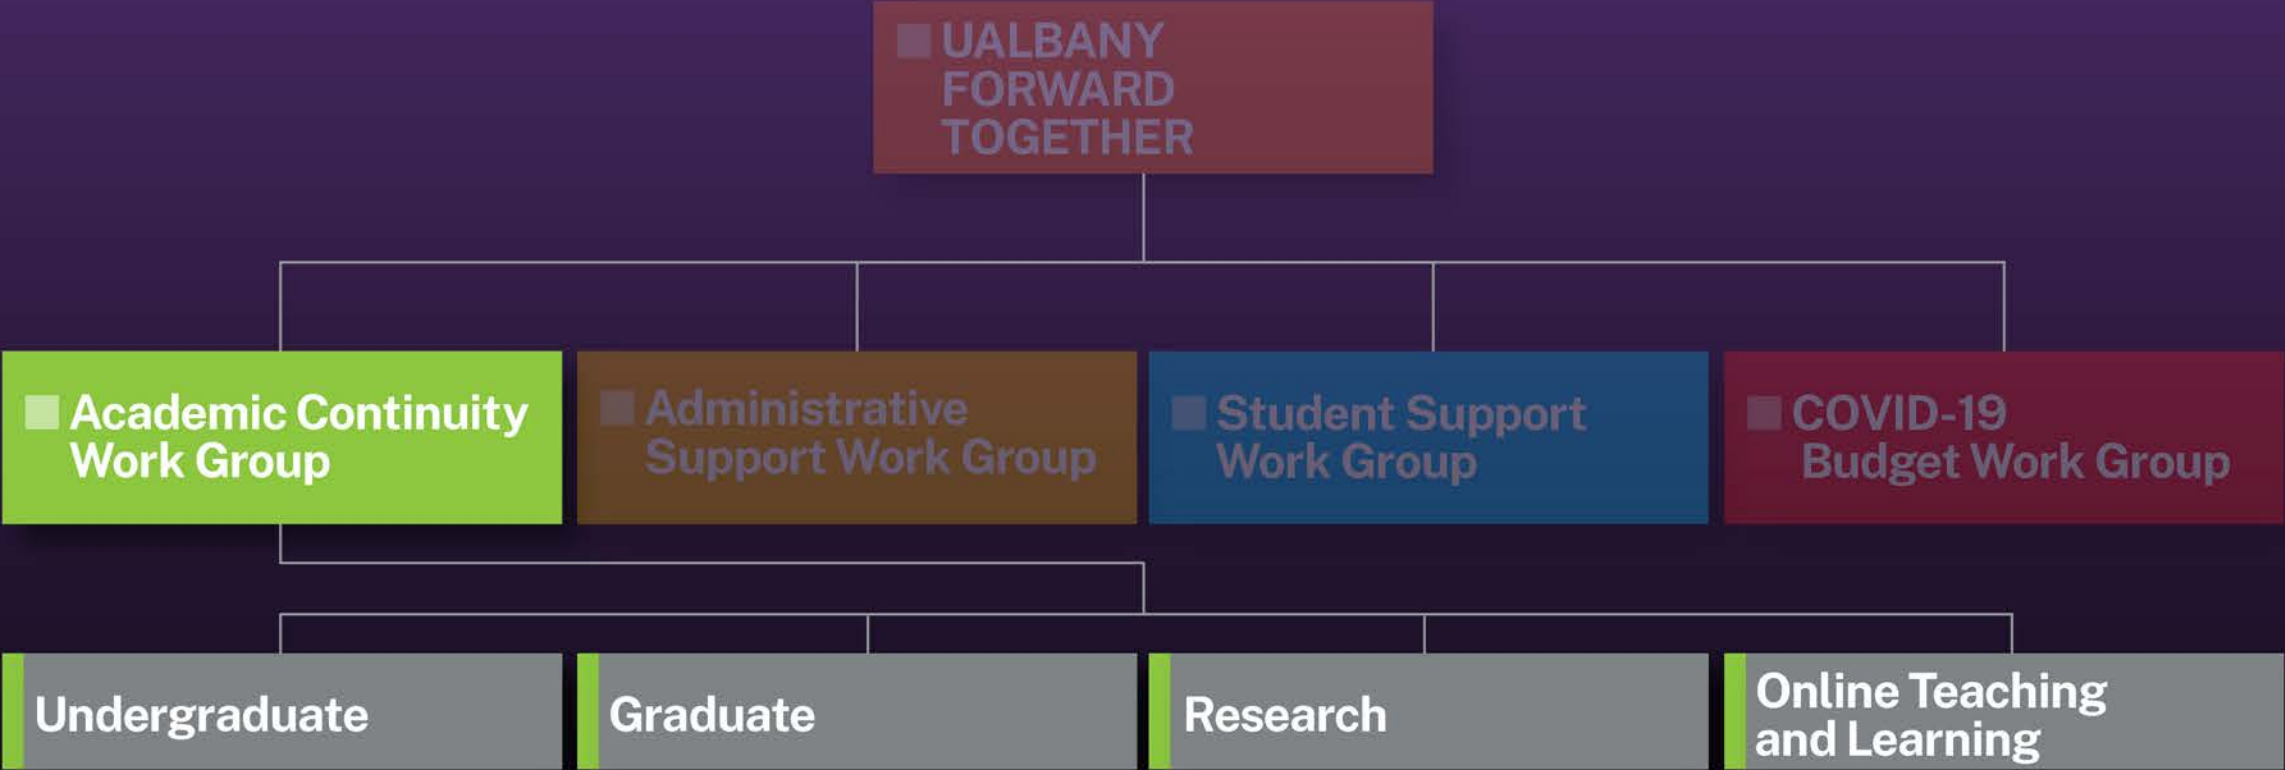 UALBANY
FORWARD
TOGETHER
Academic Continuity
Work Group
Administrative
Support Work Group
Student Support
Work Group
COVID-19
Budget Work Group
Undergraduate
Graduate
Research
Online Teaching
and Learning